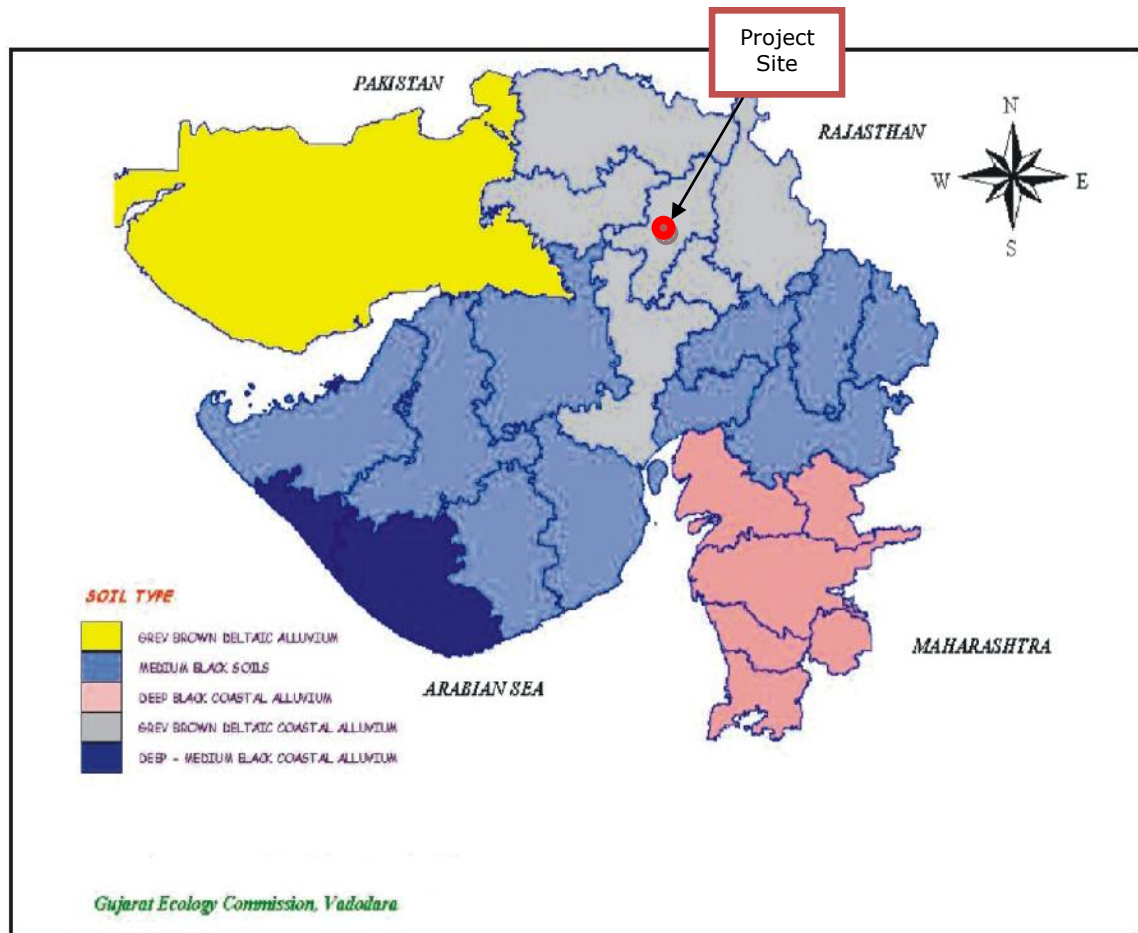 Project
Site
PAKISTAN
RAJASTHAN
N
W
E
S
SOIL TYPE
GREY BROWN DELTAIC ALLUVIUM
MEDIUM BLACK SOILS
DEEP BLACK COASTAL ALLUVIUM
GREY BROWN DELTAIC COASTAL ALLUVIUM
DEEP - MEDIUM BLACK COASTAL ALLUVIUM
ARABIAN SEA
MAHARASHTRA
Gujarat Ecology Commission, Vadodara